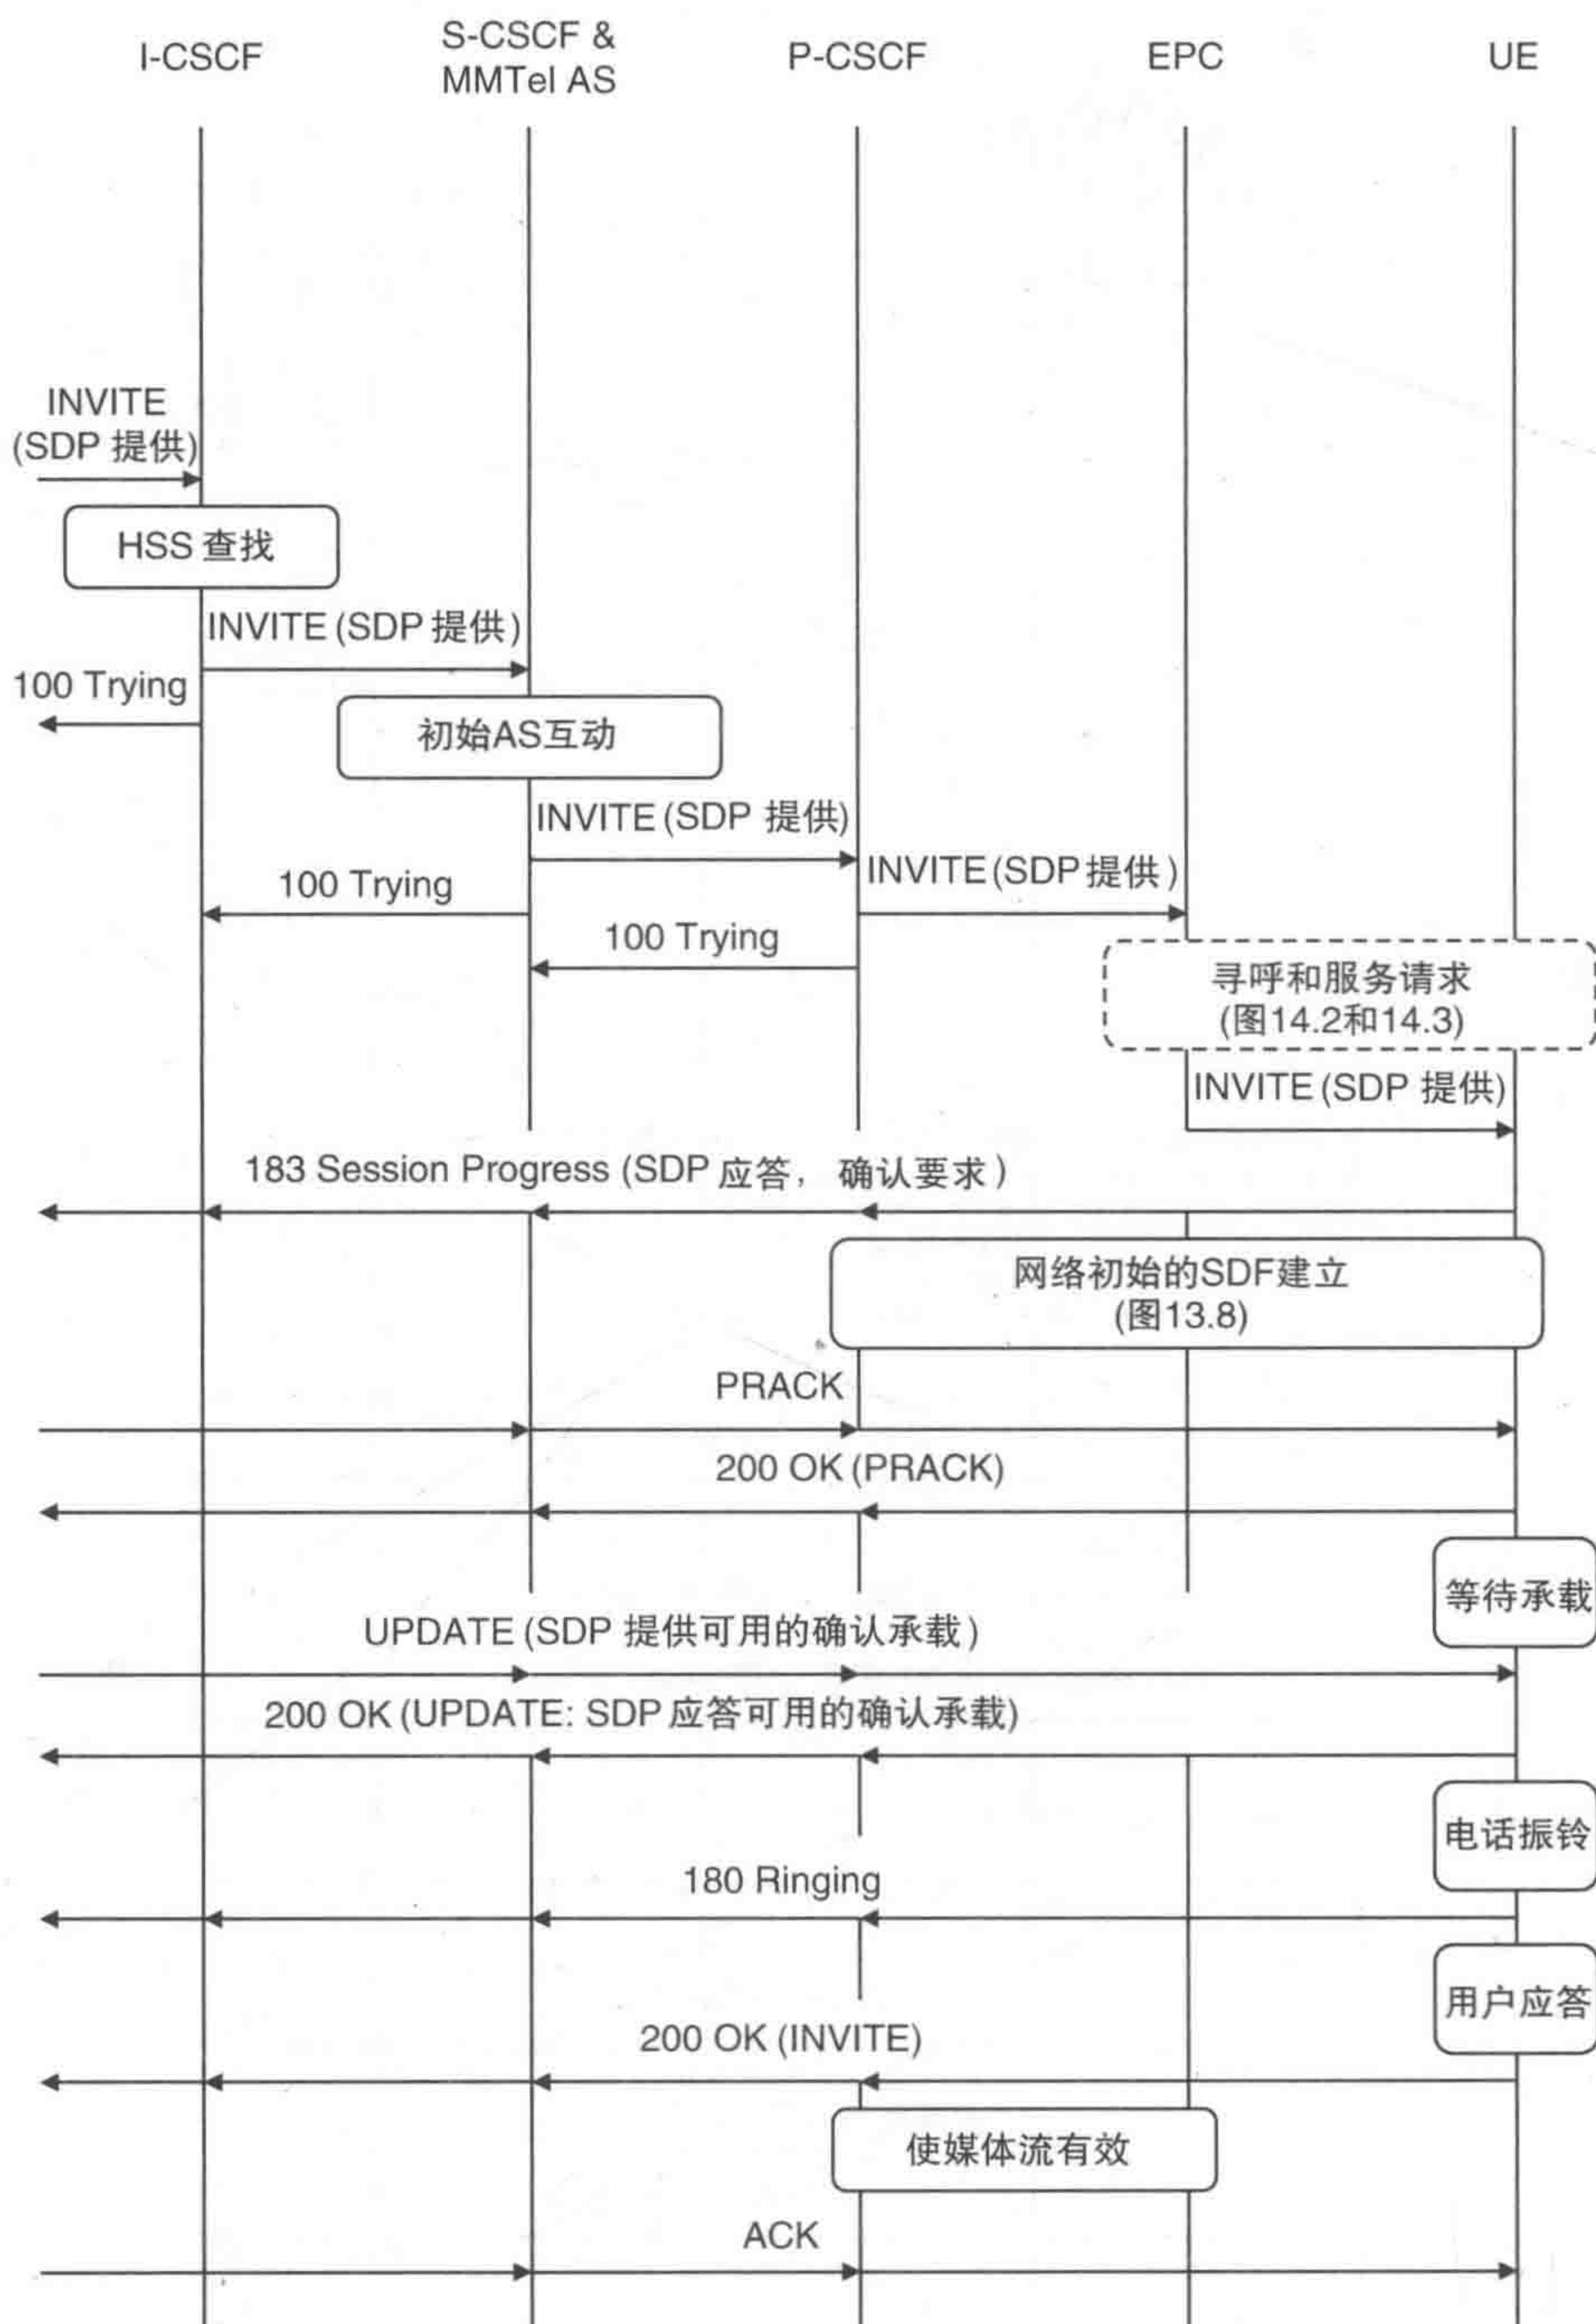 I-CSCF
S-CSCF &
MMTel AS
P-CSCF
EPC
UE
INVITE
(SDP 提供)
HSS 查找
INVITE (SDP 提供)
100 Trying
初始AS互动
INVITE (SDP 提供)
INVITE (SDP 提供)
100 Trying
100 Trying
寻呼和服务请求
(图14.2和14.3)
INVITE (SDP 提供)
183 Session Progress (SDP 应答， 确认要求)
网络初始的SDF建立
(图13.8)
PRACK
200 OK (PRACK)
等待承载
UPDATE (SDP 提供可用的确认承载)
200 OK (UPDATE: SDP 应答可用的确认承载)
电话振铃
180 Ringing
用户应答
200 OK (INVITE)
使媒体流有效
ACK